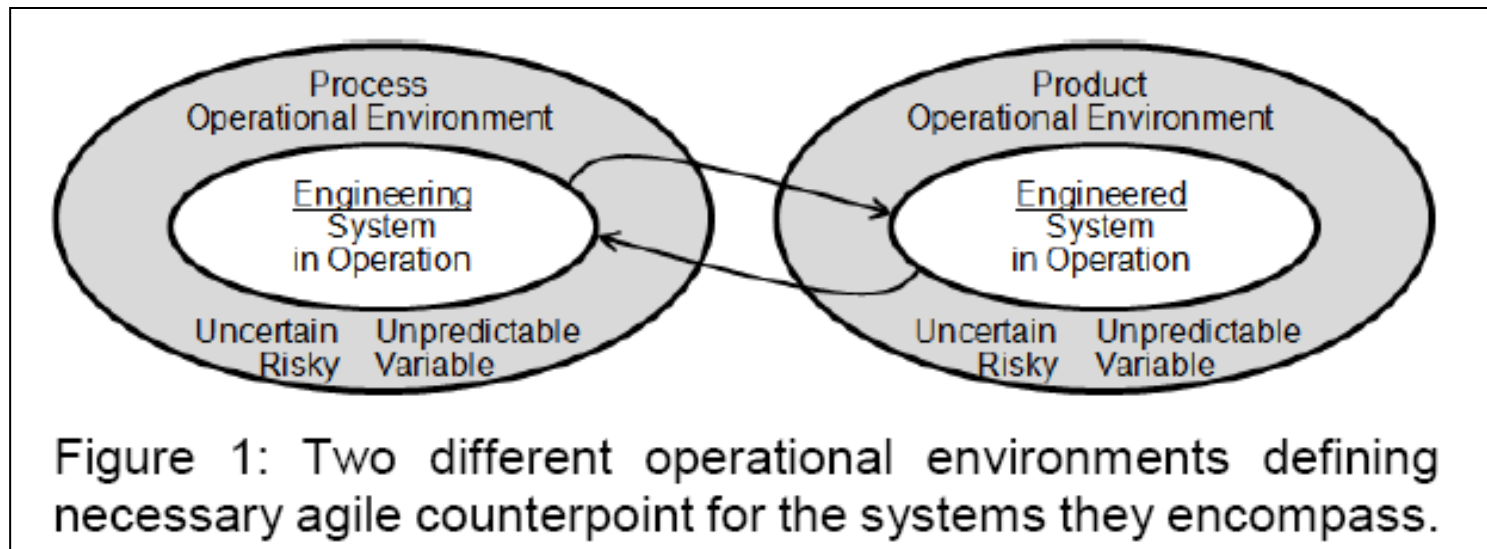 Process
Operational Environment
Engineering
System
in Operation
Uncertain Unpredictable
Risky Variable
Product
Operational Environment
Engineered
System
in Operation
Uncertain Unpredictable
Risky Variable
Figure 1: Two different operational environments defining
necessary agile counterpoint for the systems they encompass.